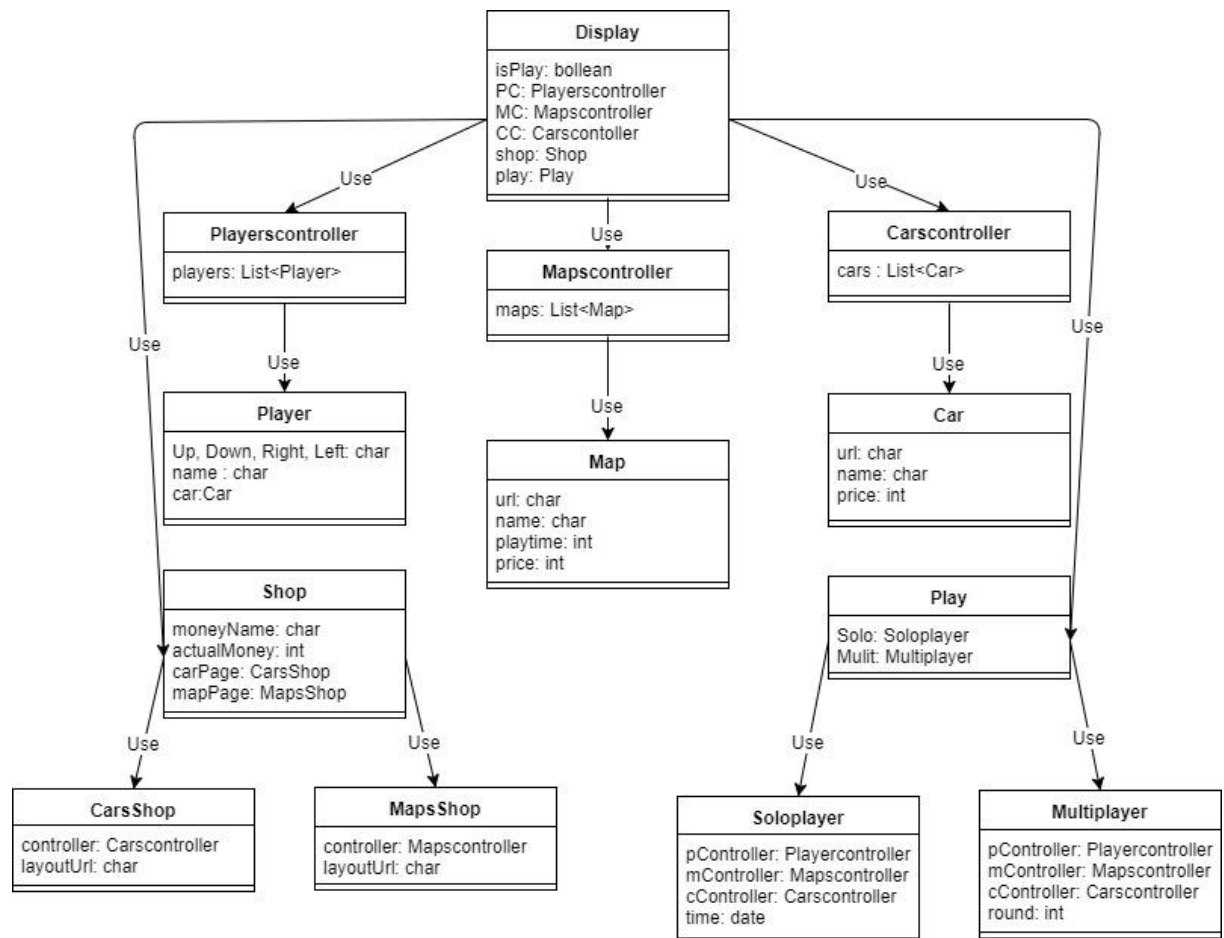 Display
isPlay: bollean
PC: Playerscontroller
MC: Mapscontroller
CC: Carscontoller
shop: Shop
play: Play
Use
Use
Use
Use
Use
Playerscontroller
players: List<Player>
Mapscontroller
maps: List<Map>
Carscontroller
cars : List<Car>
Use
Use
Use
Player
Up, Down, Right, Left: char
name : char
car:Car
Map
url: char
name: char
playtime: int
price: int
Car
url: char
name: char
price: int
Shop
moneyName: char
actualMoney: int
carPage: CarsShop
mapPage: MapsShop
Play
Solo: Soloplayer
Mulit: Multiplayer
Use
Use
Use
Use
CarsShop
controller: Carscontroller
layoutUrl: char
MapsShop
controller: Mapscontroller
layoutUrl: char
Soloplayer
pController: Playercontroller
mController: Mapscontroller
cController: Carscontroller
time: date
Multiplayer
pController: Playercontroller
mController: Mapscontroller
cController: Carscontroller
round: int